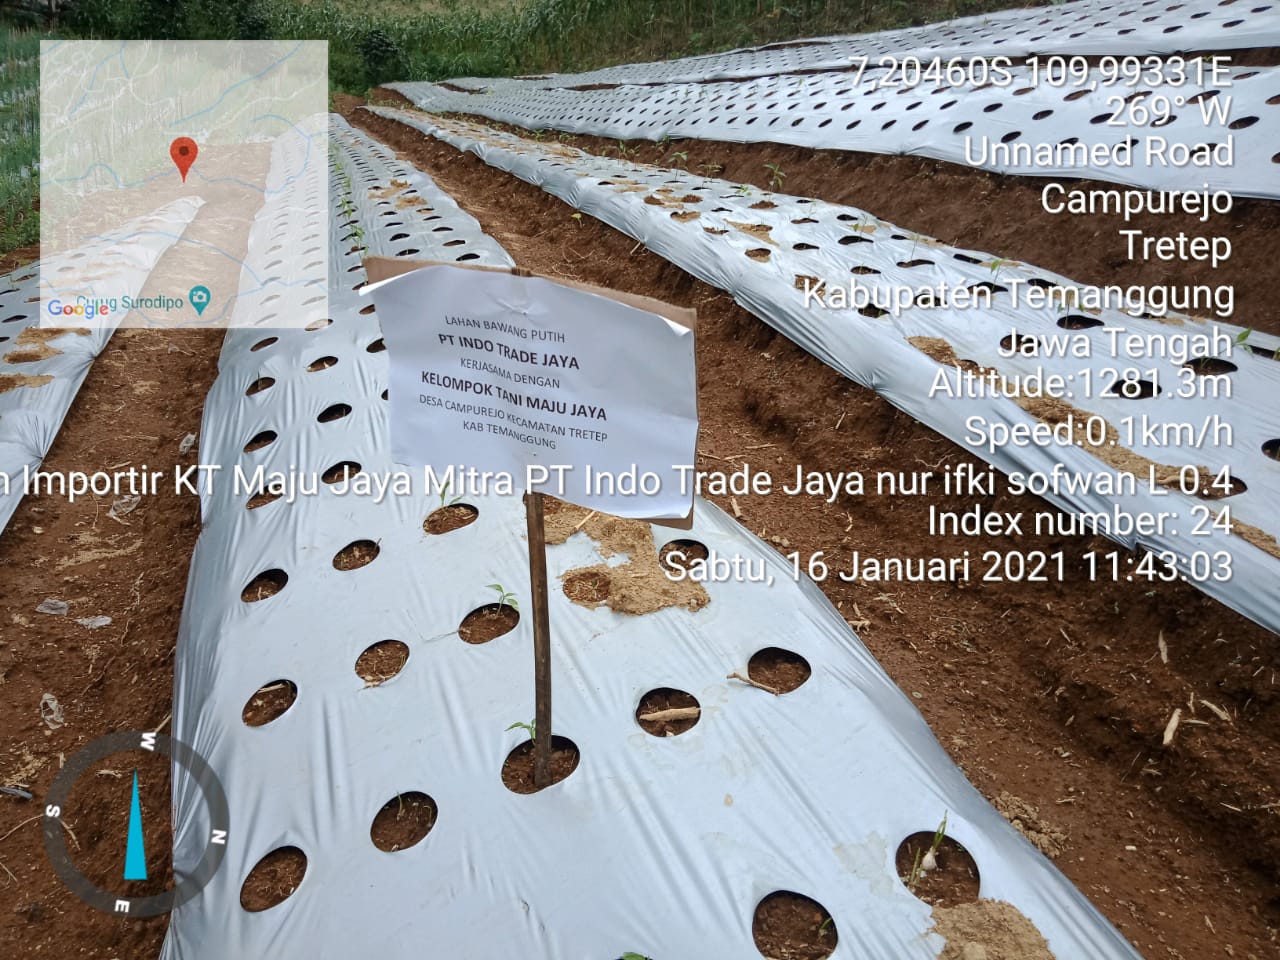 7,20460S 109,99331E
269° W
Unnamed Road
Campurejo
Tretep
Kabupaten Temanggung
Jawa Tengah
Altitude:1281.3m
Speed:0.1km/h
Importir KT Maju Jaya Mitra PT Indo Trade Jaya nur ifki sofwan L 0.4
Index number: 24
Sabtu, 16 Januari 2021 11:43:03
Google
Curug Surodipo
LAHAN BAWANG PUTIH
PT INDO TRADE JAYA
KERJASAMA DENGAN
KELOMPOK TANI MAJU JAYA
DESA CAMPUREJO KECAMATAN TRETEP
KAB TEMANGGUNG
W
S
N
E